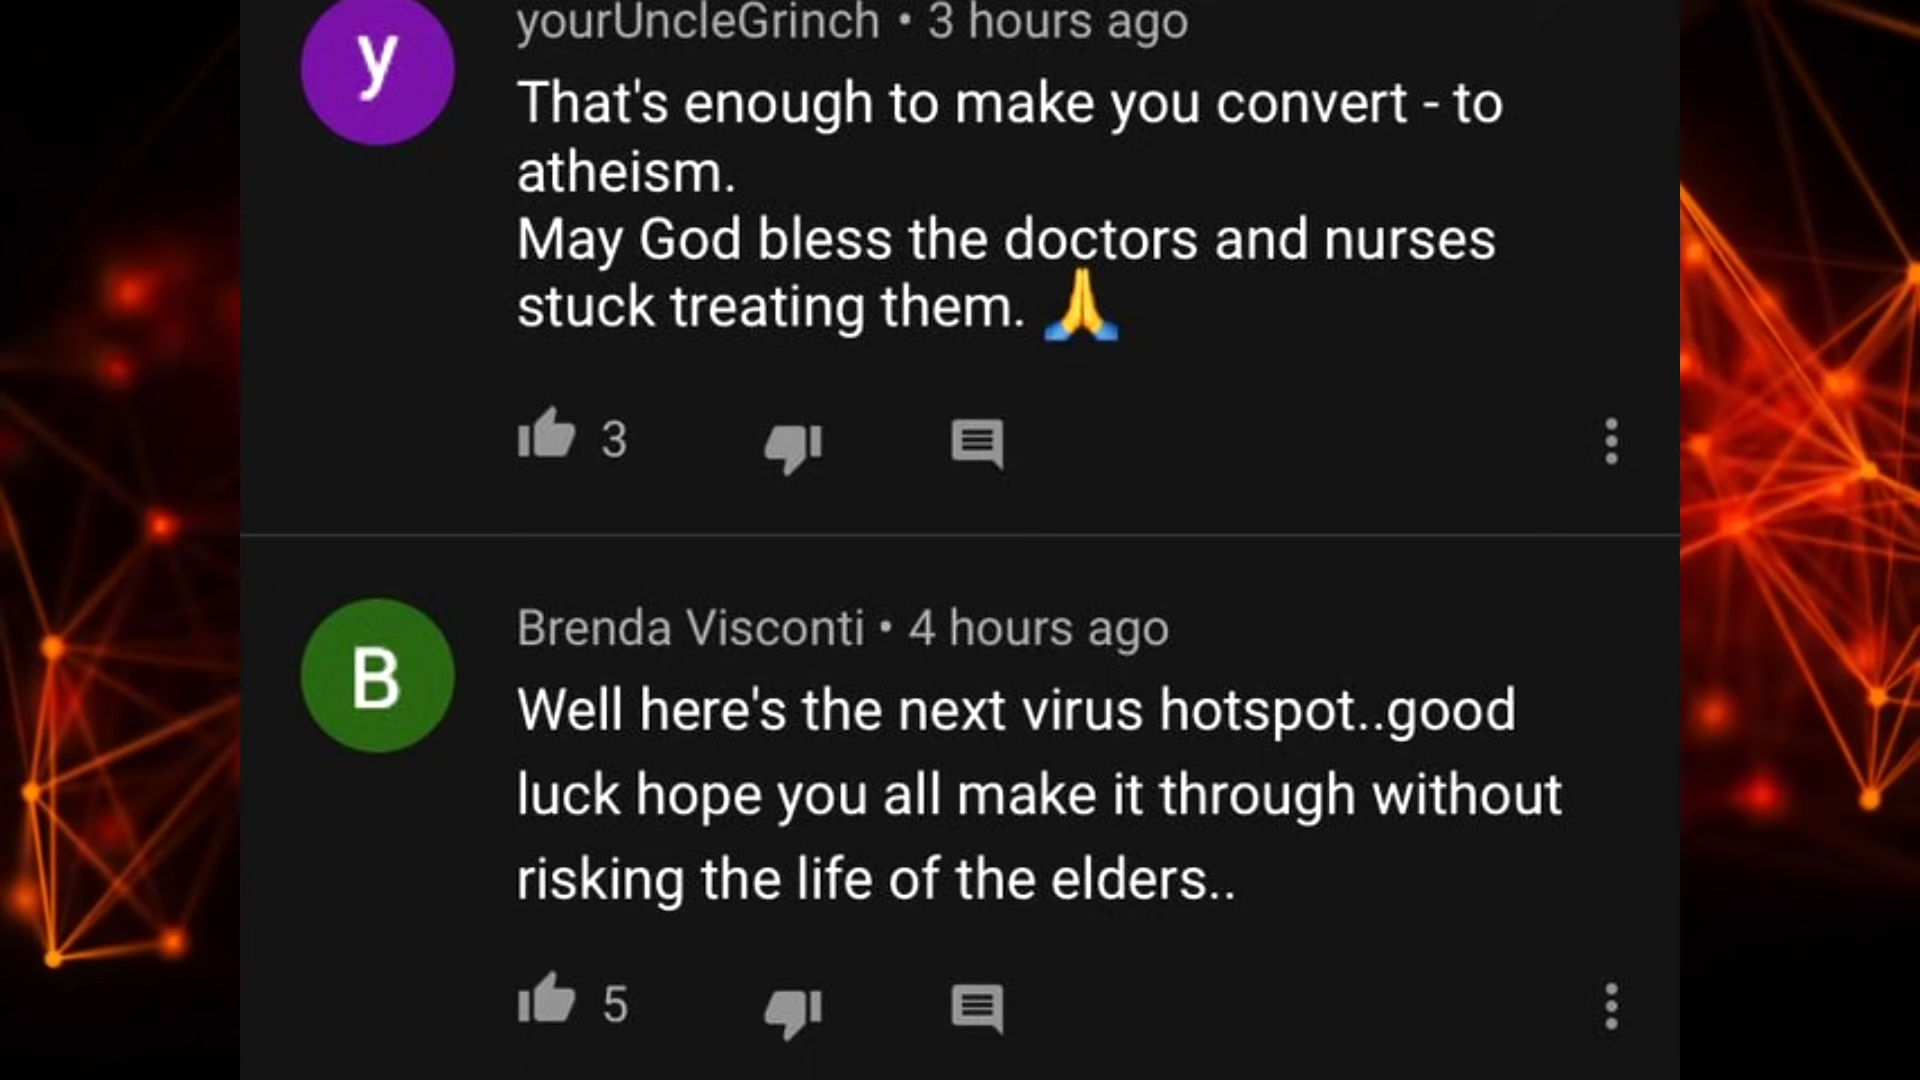 y
yourUncleGrinch • 3 hours ago
That's enough to make you convert - to
atheism.
May God bless the doctors and nurses
stuck treating them. 🙏
3
B
Brenda Visconti • 4 hours ago
Well here's the next virus hotspot..good
luck hope you all make it through without
risking the life of the elders..
5